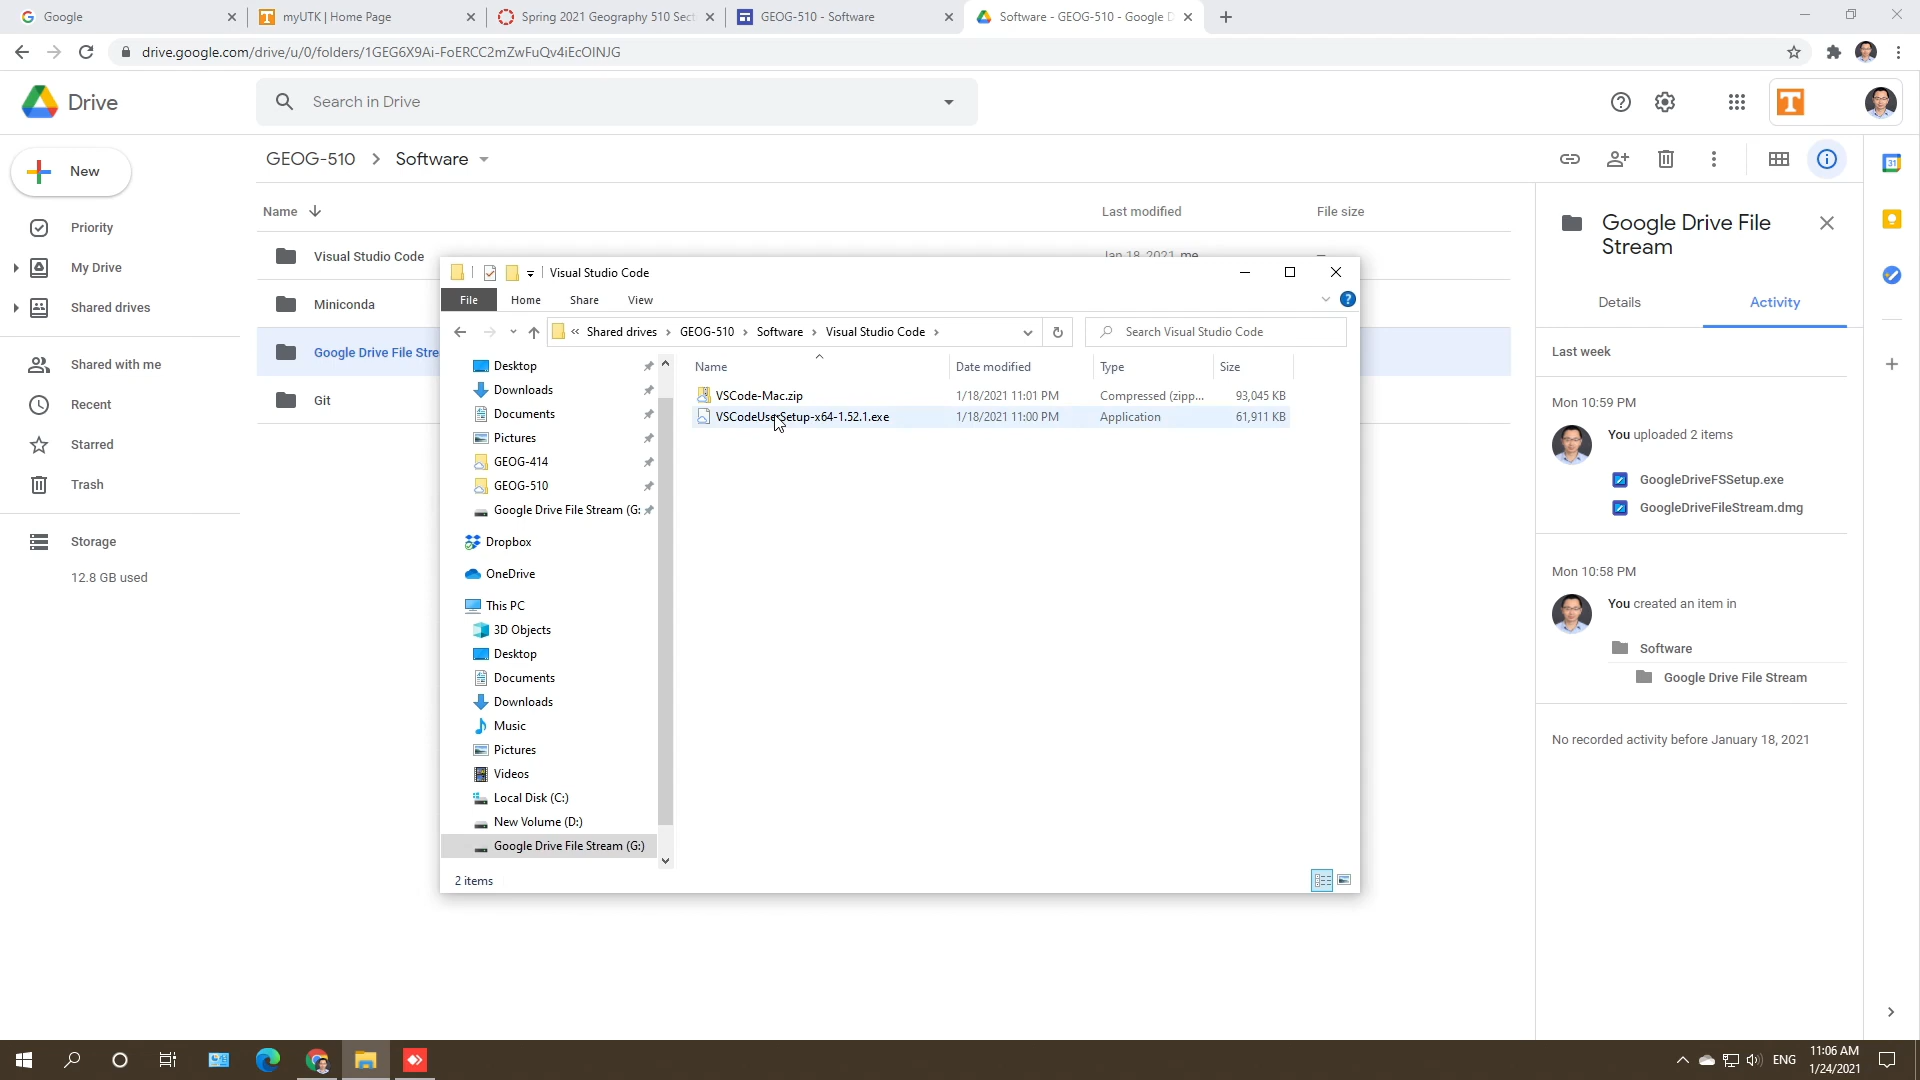 Google
myUTK | Home Page
Spring 2021 Geography 510 Sect
GEOG-510 - Software
Software - GEOG-510 - Google D
drive.google.com/drive/u/0/folders/1GEG6X9Ai-FoERCC2mZwFuQv4iEcOINJG
Drive
Search in Drive
New
Priority
My Drive
Shared drives
Shared with me
Recent
Starred
Trash
Storage
12.8 GB used
GEOG-510 > Software
Name
Last modified
File size
Visual Studio Code
Jan 18, 2021 me
Miniconda
Google Drive File Stre
Git
Visual Studio Code
File
Home
Share
View
« Shared drives > GEOG-510 > Software > Visual Studio Code >
Search Visual Studio Code
Desktop
Downloads
Documents
Pictures
GEOG-414
GEOG-510
Google Drive File Stream (G:
Dropbox
OneDrive
This PC
3D Objects
Desktop
Documents
Downloads
Music
Pictures
Videos
Local Disk (C:)
New Volume (D:)
Google Drive File Stream (G:)
Name Date modified Type Size
VSCode-Mac.zip 1/18/2021 11:01 PM Compressed (zipp... 93,045 KB
VSCodeUserSetup-x64-1.52.1.exe 1/18/2021 11:00 PM Application 61,911 KB
2 items
Google Drive File
Stream
Details
Activity
Last week
Mon 10:59 PM
You uploaded 2 items
GoogleDriveFSSetup.exe
GoogleDriveFileStream.dmg
Mon 10:58 PM
You created an item in
Software
Google Drive File Stream
No recorded activity before January 18, 2021
31
ENG
11:06 AM
1/24/2021